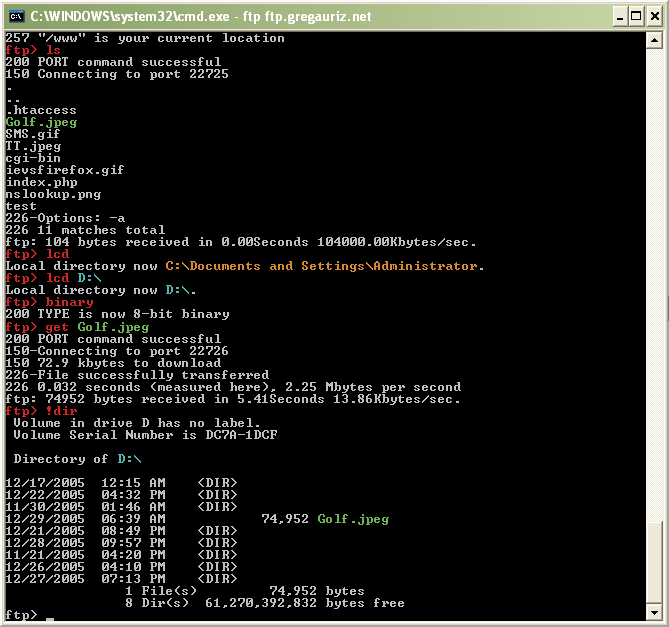 C:\WINDOWS\system32\cmd.exe - ftp ftp.gregauriz.net
257 "/www" is your current location
ftp> ls
200 PORT command successful
150 Connecting to port 22725
.
..
.htaccess
Golf.jpeg
SMS.gif
TT.jpeg
cgi-bin
ievsfirefox.gif
index.php
nslookup.png
test
226-Options: -a
226 11 matches total
ftp: 104 bytes received in 0.00Seconds 104000.00Kbytes/sec.
ftp> lcd
Local directory now C:\Documents and Settings\Administrator.
ftp> lcd D:\
Local directory now D:\.
ftp> binary
200 TYPE is now 8-bit binary
ftp> get Golf.jpeg
200 PORT command successful
150-Connecting to port 22726
150 72.9 kbytes to download
226-File successfully transferred
226 0.032 seconds (measured here), 2.25 Mbytes per second
ftp: 74952 bytes received in 5.41Seconds 13.86Kbytes/sec.
ftp> !dir
Volume in drive D has no label.
Volume Serial Number is DC7A-1DCF
Directory of D:\
12/17/2005 12:15 AM <DIR>
12/22/2005 04:32 PM <DIR>
11/30/2005 01:46 AM <DIR>
12/29/2005 06:39 AM 74,952 Golf.jpeg
12/21/2005 08:49 PM <DIR>
12/28/2005 09:57 PM <DIR>
11/21/2005 04:20 PM <DIR>
12/26/2005 04:10 PM <DIR>
12/27/2005 07:13 PM <DIR>
1 File(s) 74,952 bytes
8 Dir(s) 61,270,392,832 bytes free
ftp> _